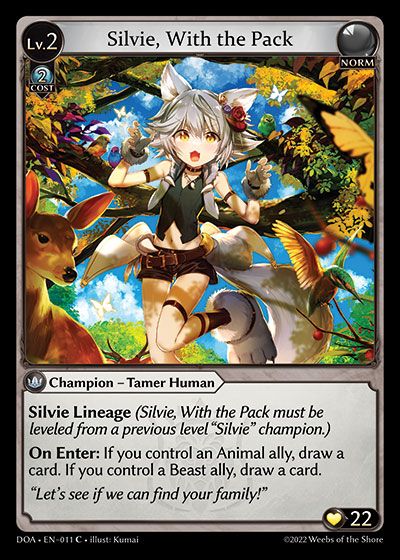 Lv.2
Silvie, With the Pack
NORM
2
COST
Champion – Tamer Human
Silvie Lineage (Silvie, With the Pack must be
leveled from a previous level “Silvie” champion.)
On Enter: If you control an Animal ally, draw a
card. If you control a Beast ally, draw a card.
“Let’s see if we can find your family!”
22
DOA • EN-011 C • illust: Kumai
©2022 Weebs of the Shore